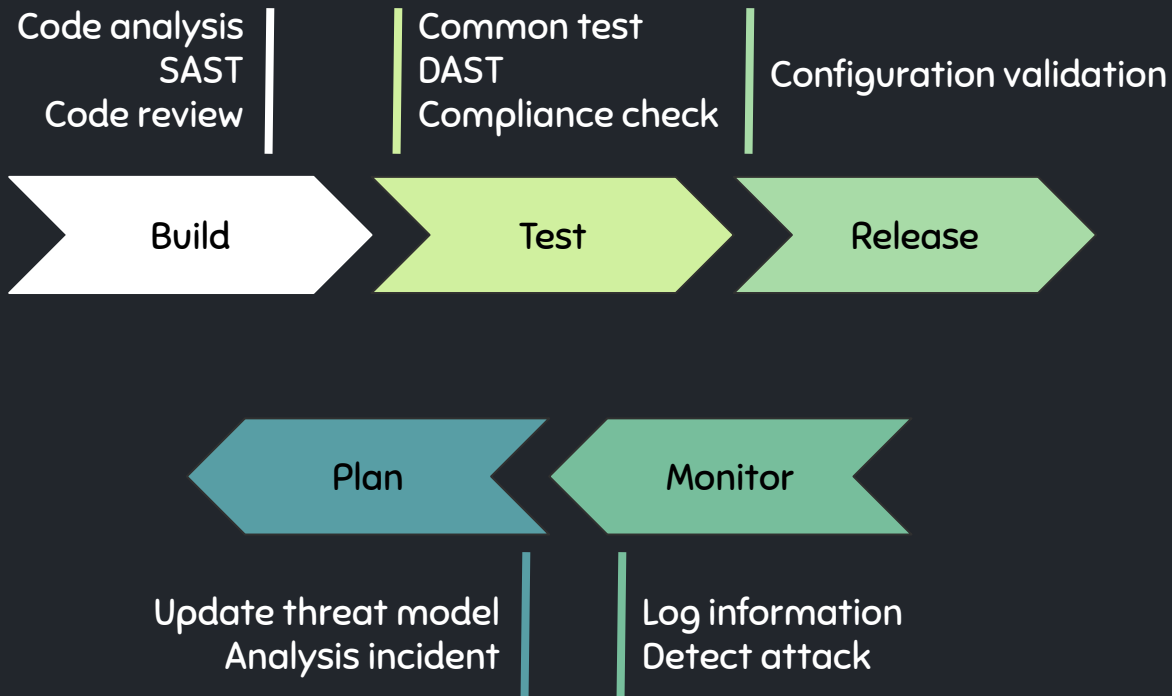 Code analysis
SAST
Code review
Common test
DAST
Compliance check
Configuration validation
Build
Test
Release
Plan
Monitor
Update threat model
Analysis incident
Log information
Detect attack